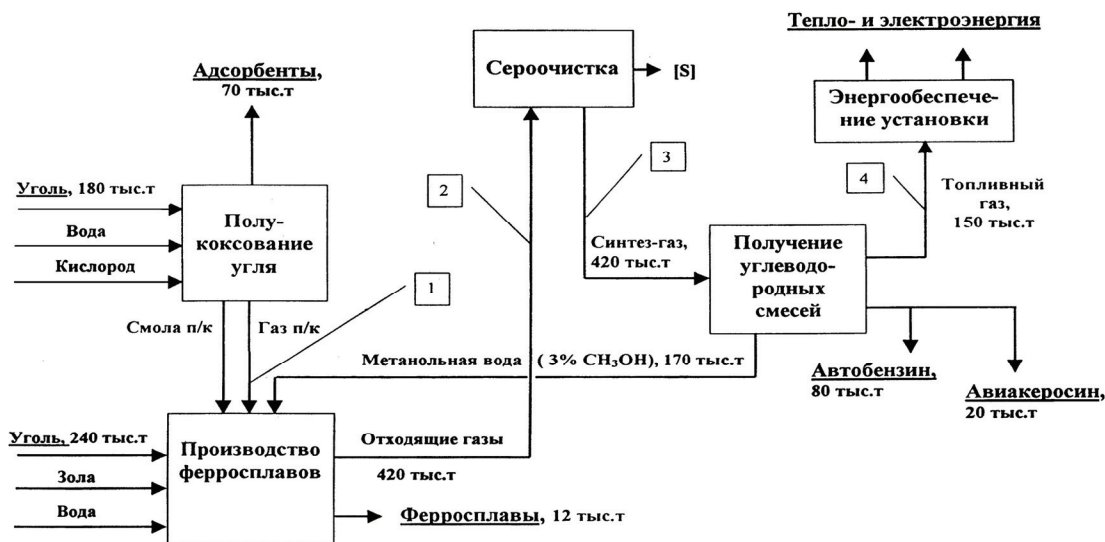 Тепло- и электроэнергия
Сероочистка
[S]
Адсорбенты,
70 тыс.т
Энергообеспече-
ние установки
3
2
4
Уголь, 180 тыс.т
Полу-
коксование
угля
Вода
Кислород
Топливный
газ,
150 тыс.т
Синтез-газ,
420 тыс.т
Получение
углеводо-
родных
смесей
1
Смола п/к
Газ п/к
Метанольная вода ( 3% CH₃OH), 170 тыс.т
Автобензин,
80 тыс.т
Авиакеросин,
20 тыс.т
Уголь, 240 тыс.т
Производство
ферросплавов
Зола
Вода
Отходящие газы
420 тыс.т
Ферросплавы, 12 тыс.т